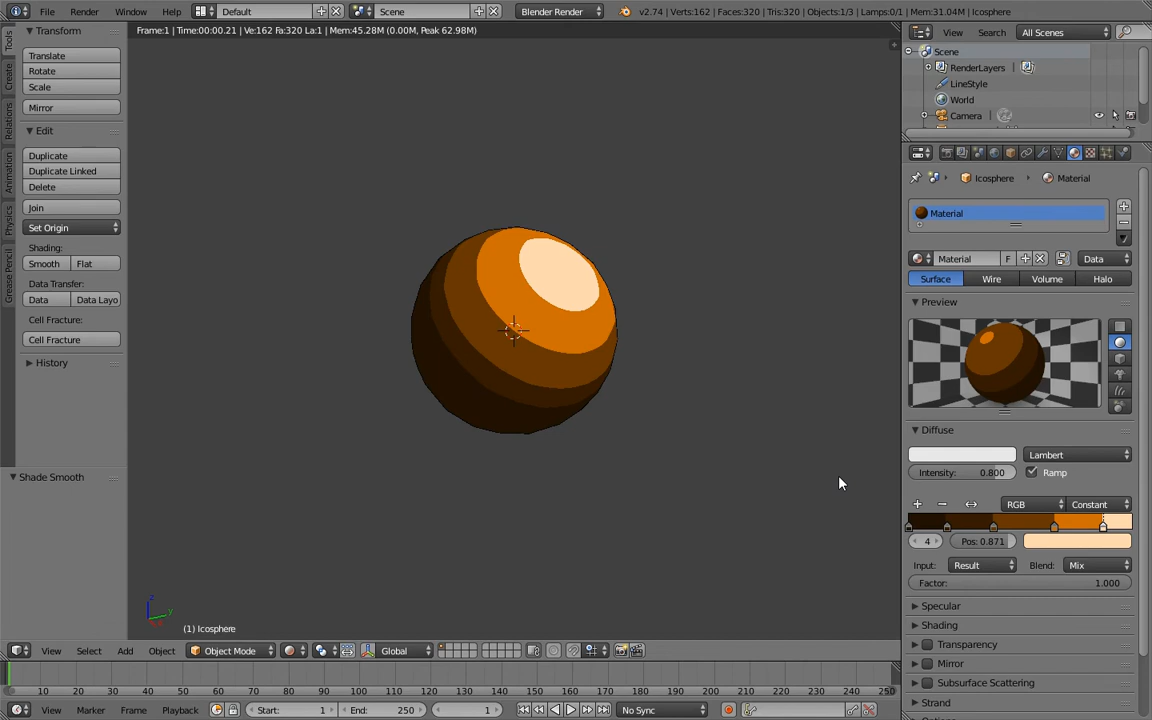 File Render Window Help Default Scene Blender Render v2.74 | Verts:162 | Faces:320 | Tris:320 | Objects:1/3 | Lamps:0/1 | Mem:31.04M | Icosphere
Frame:1 | Time:00:00.21 | Ve:162 Fa:320 La:1 | Mem:45.28M (0.00M, Peak 62.98M)
Tools
Create
Relations
Animation
Physics
Grease Pencil
Transform
Translate
Rotate
Scale
Mirror
Edit
Duplicate
Duplicate Linked
Delete
Join
Set Origin
Shading:
Smooth Flat
Data Transfer:
Data Data Layo
Cell Fracture:
Cell Fracture
History
Shade Smooth
z
y
(1) Icosphere
View Select Add Object Object Mode Global
10 20 30 40 50 60 70 80 90 100 110 120 130 140 150 160 170 180 190 200 210 220 230 240 250
View Marker Frame Playback Start: 1 End: 250 1 No Sync
View Search All Scenes
Scene
RenderLayers
LineStyle
World
Camera
Icosphere Material
Material
Material F Data
Surface Wire Volume Halo
Preview
Diffuse
Lambert
Intensity: 0.800 Ramp
RGB Constant
4 Pos: 0.871
Input: Result Blend: Mix
Factor: 1.000
Specular
Shading
Transparency
Mirror
Subsurface Scattering
Strand